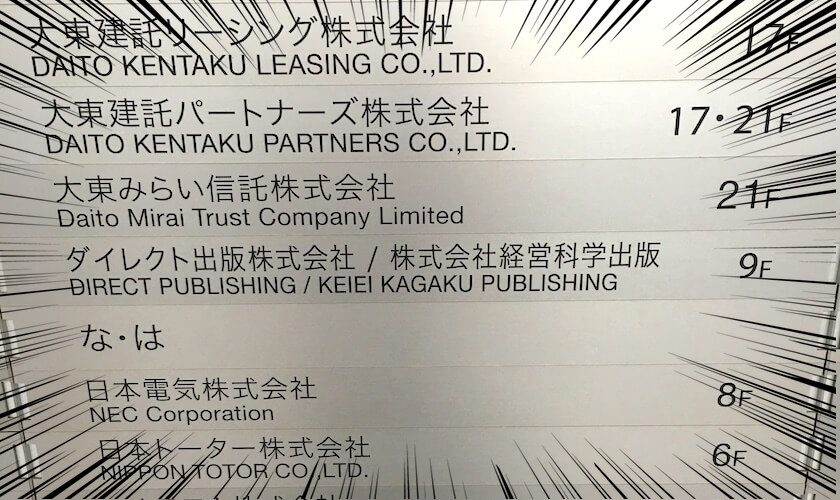 大東建託リーシング株式会社 17F
DAITO KENTAKU LEASING CO.,LTD.
大東建託パートナーズ株式会社 17・21F
DAITO KENTAKU PARTNERS CO.,LTD.
大東みらい信託株式会社 21F
Daito Mirai Trust Company Limited
ダイレクト出版株式会社 / 株式会社経営科学出版 9F
DIRECT PUBLISHING / KEIEI KAGAKU PUBLISHING
な・は
日本電気株式会社 8F
NEC Corporation
日本トーター株式会社 6F
NIPPON TOTOR CO.,LTD.